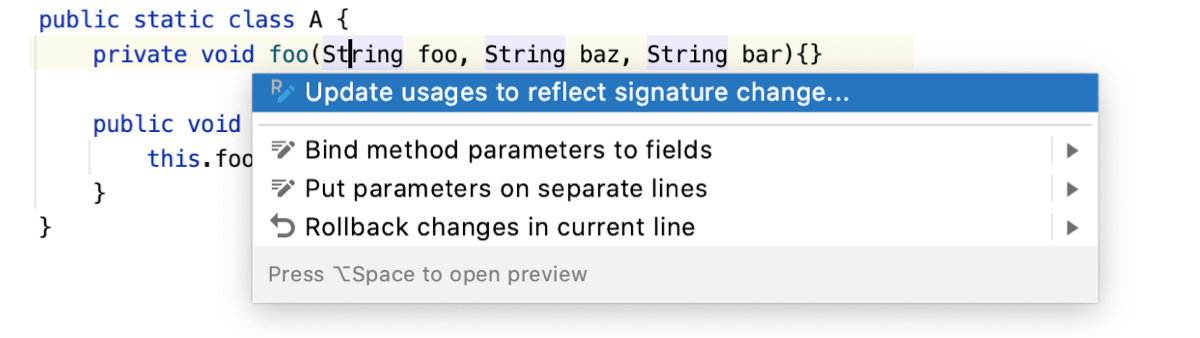 public static class A {
private void foo(String foo, String baz, String bar){}
Update usages to reflect signature change...
public void
Bind method parameters to fields
this.foo
Put parameters on separate lines
}
Rollback changes in current line
}
Press ⌥Space to open preview